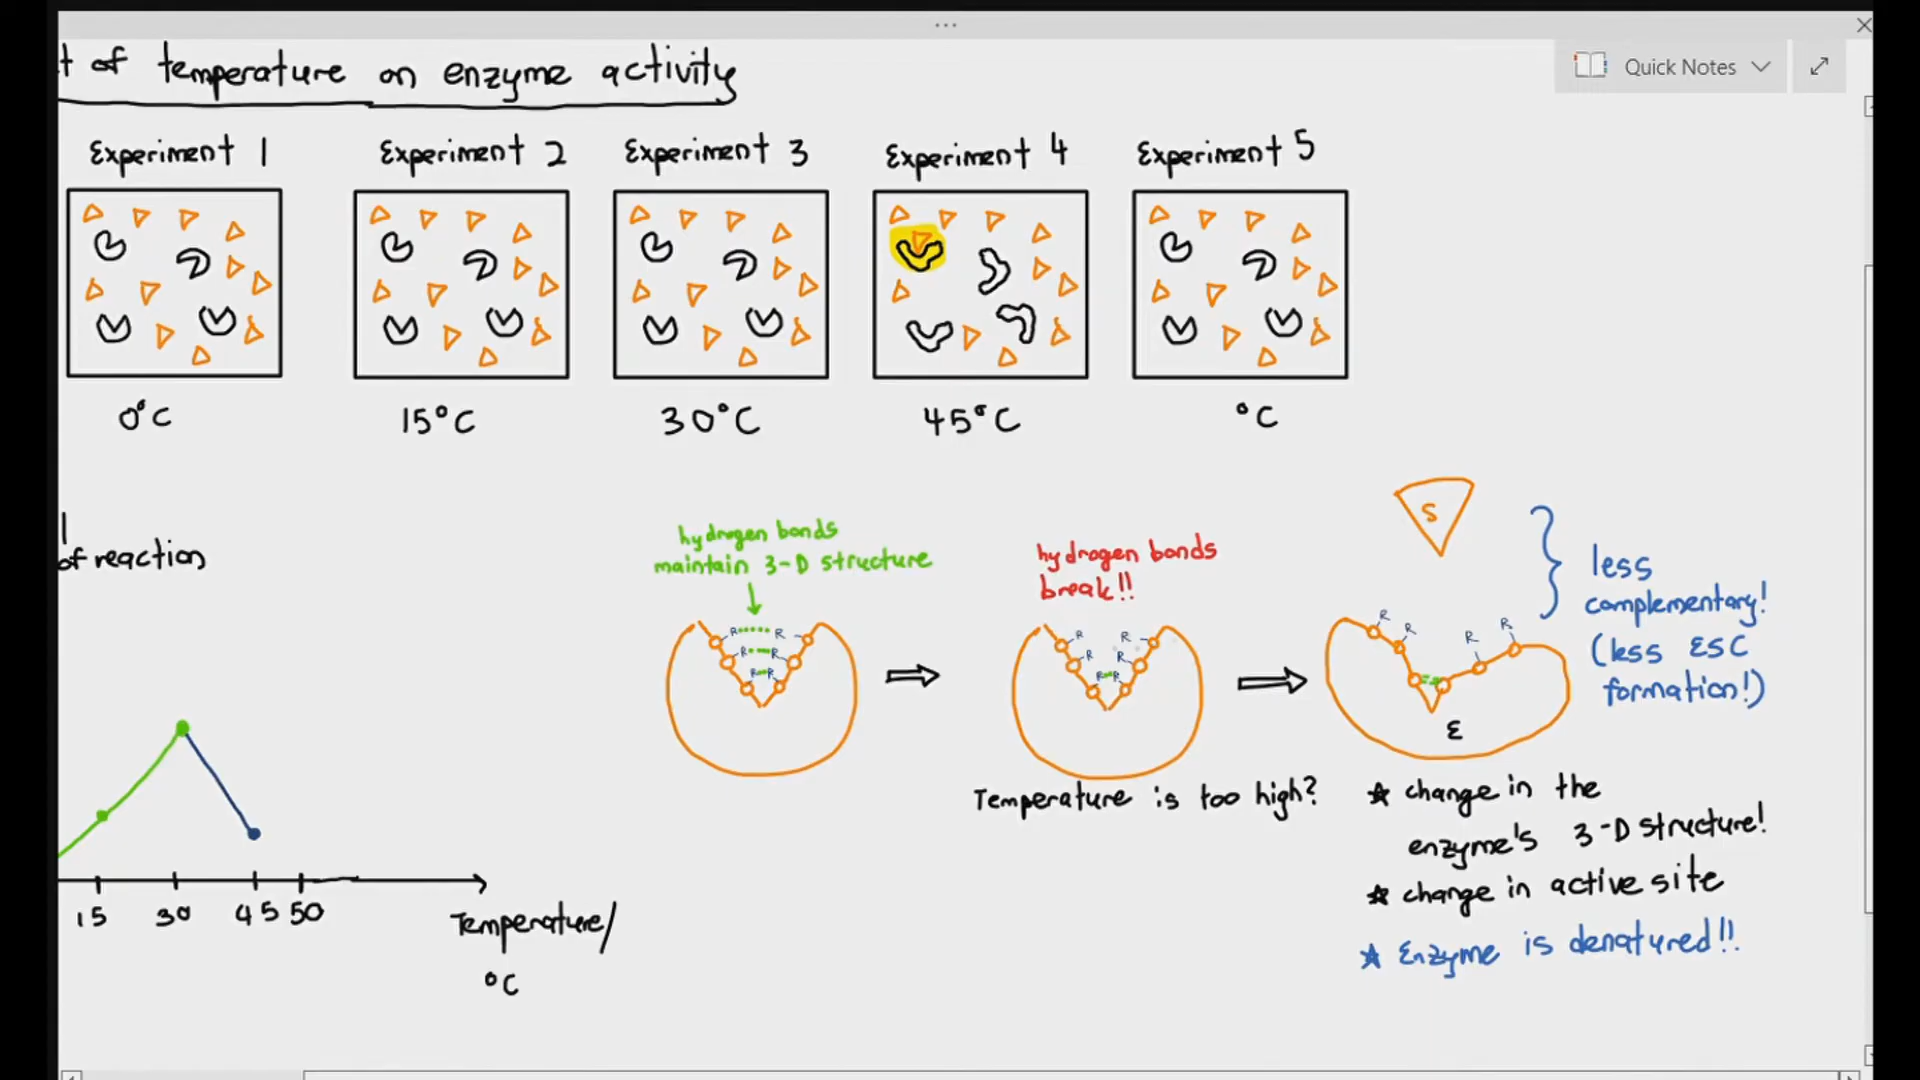 ...
Quick Notes
t of temperature on enzyme activity
Experiment 1
Experiment 2
Experiment 3
Experiment 4
Experiment 5
0°C
15°C
30°C
45°C
°C
of reaction
15 30 45 50
Temperature/
°C
hydrogen bonds
maintain 3-D structure
R R
R R
R R
hydrogen bonds
break!!
R R
R R
R R
Temperature is too high?
S
R R R R
E
less
complementary!
(less ESC
formation!)
★ change in the
enzyme's 3-D structure!
★ change in active site
★ Enzyme is denatured!!